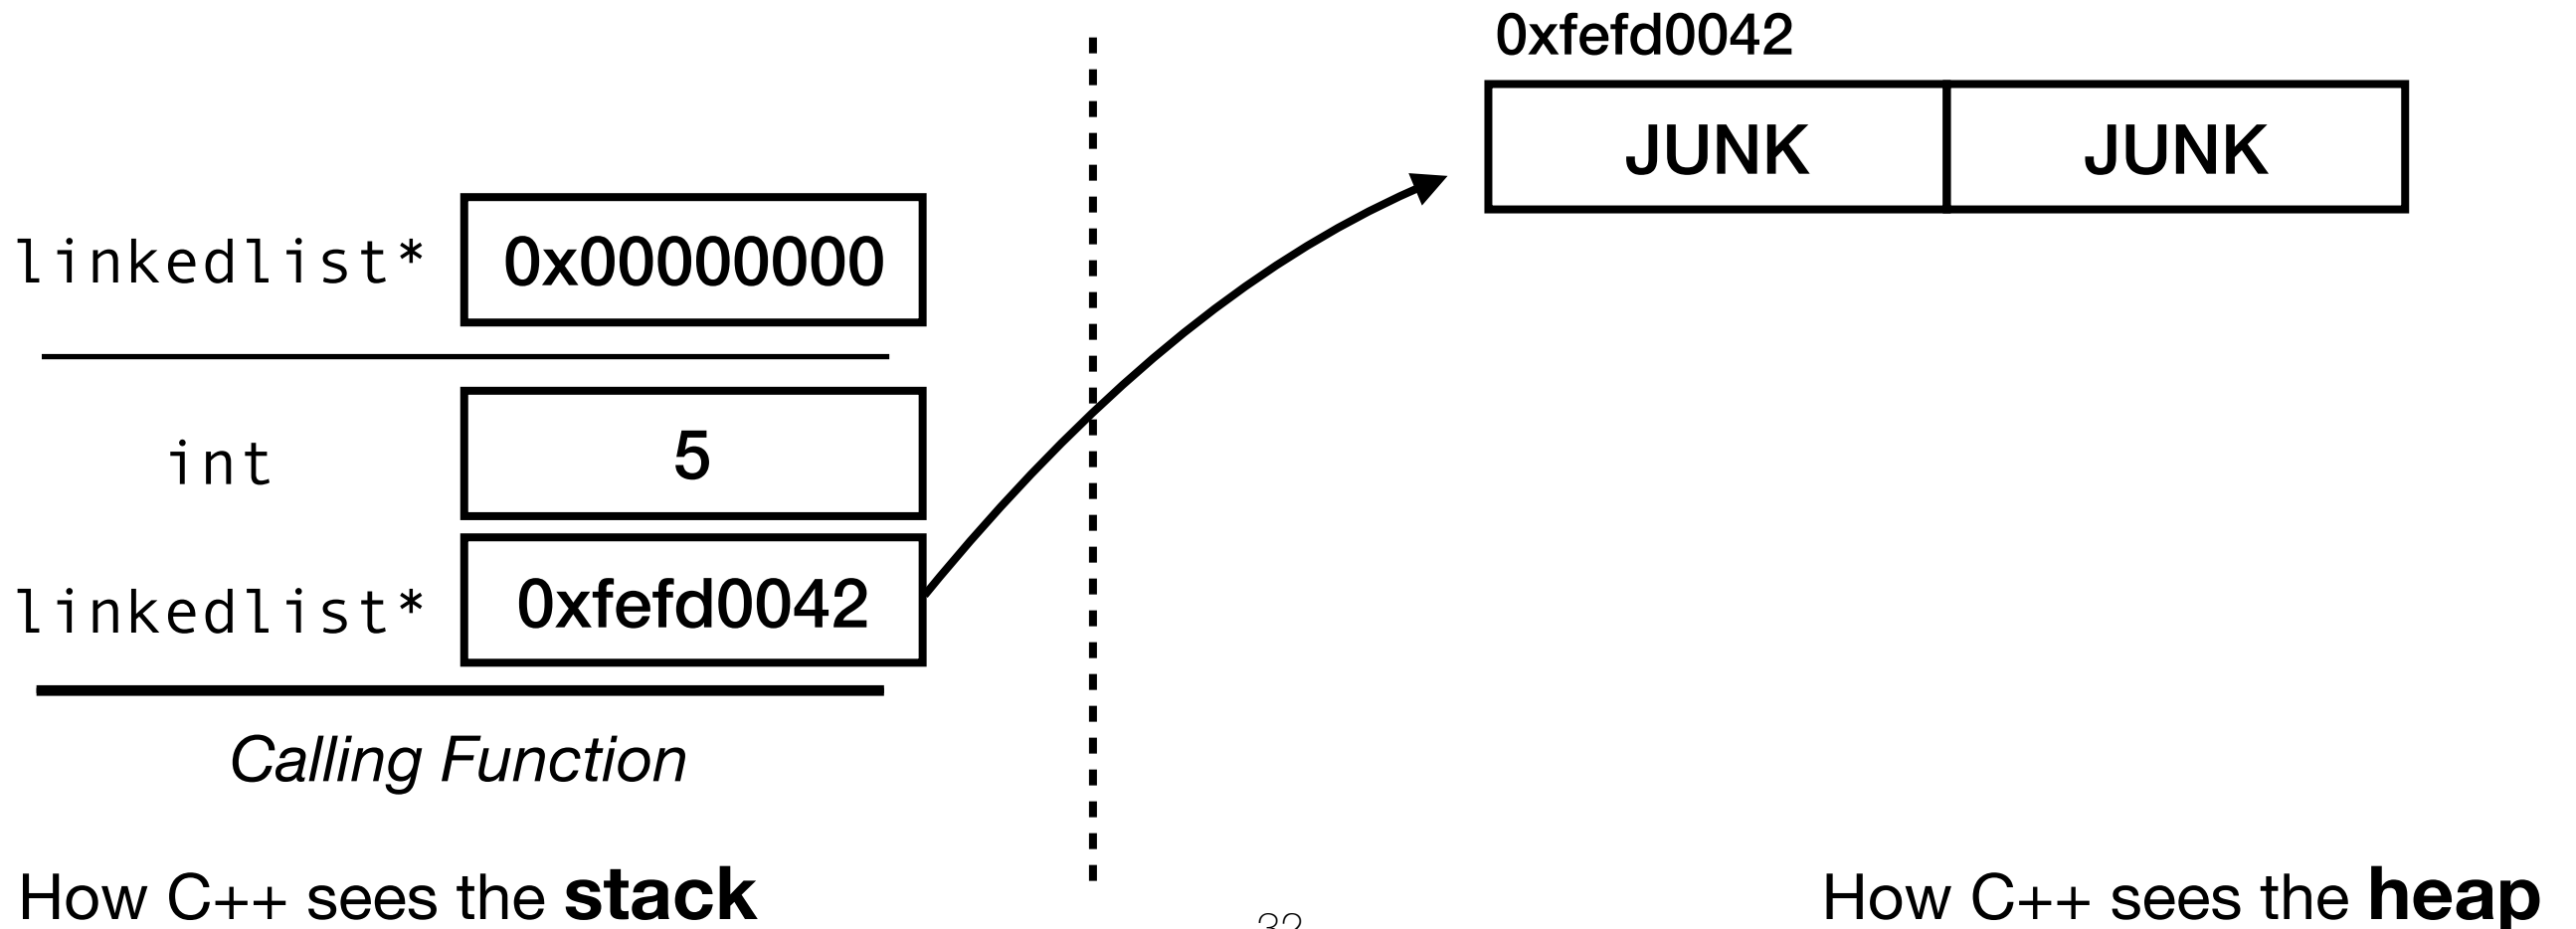 0xfefd0042
JUNK JUNK
linkedlist* 0x00000000
int 5
linkedlist* 0xfefd0042
Calling Function
How C++ sees the stack
32
How C++ sees the heap